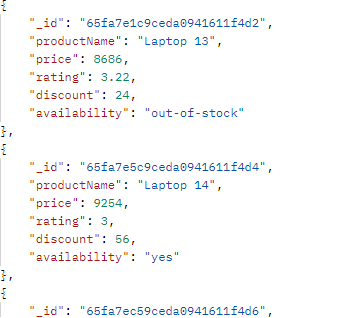 {
"_id": "65fa7e1c9ceda0941611f4d2",
"productName": "Laptop 13",
"price": 8686,
"rating": 3.22,
"discount": 24,
"availability": "out-of-stock"
},
{
"_id": "65fa7e5c9ceda0941611f4d4",
"productName": "Laptop 14",
"price": 9254,
"rating": 3,
"discount": 56,
"availability": "yes"
},
{
"_id": "65fa7ec59ceda0941611f4d6",